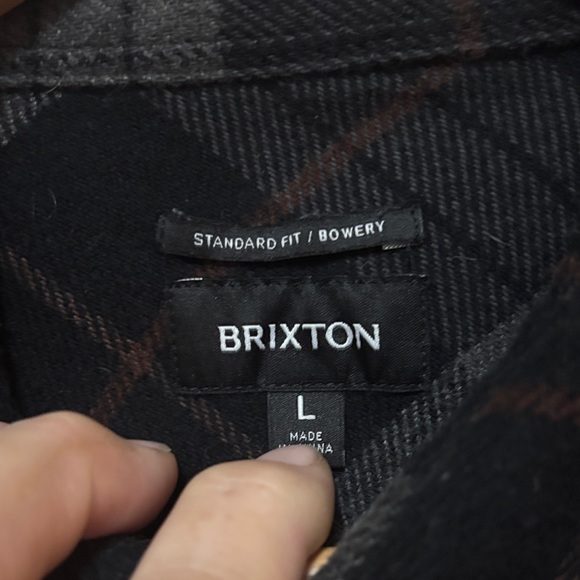 STANDARD FIT / BOWERY
BRIXTON
L
MADE